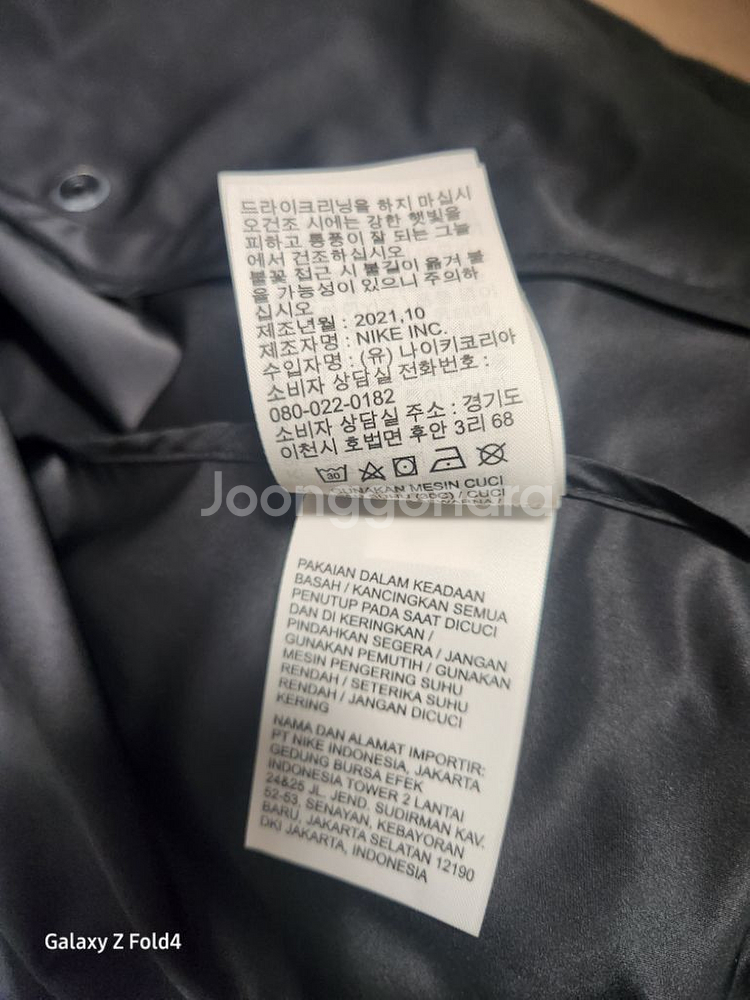 드라이크리닝을 하지 마십시
오건조 시에는 강한 햇빛을
피하고 통풍이 잘 되는 그늘
에서 건조하십시오
불꽃 접근 시 불길이 옮겨 붙
을 가능성이 있으니 주의하
십시오
제조년월 : 2021,10
제조자명 : NIKE INC.
수입자명 : (유) 나이키코리아
소비자 상담실 전화번호 :
080-022-0182
소비자 상담실 주소 : 경기도
이천시 호법면 후안 3리 68
30
GUNAKAN MESIN CUCI
(30C) / CUCI
WARNA /
Joonggonara
PAKAIAN DALAM KEADAAN
BASAH / KANCINGKAN SEMUA
PENUTUP PADA SAAT DICUCI
DAN DI KERINGKAN /
PINDAHKAN SEGERA / JANGAN
GUNAKAN PEMUTIH / GUNAKAN
MESIN PENGERING SUHU
RENDAH / SETERIKA SUHU
RENDAH / JANGAN DICUCI
KERING
NAMA DAN ALAMAT IMPORTIR:
PT NIKE INDONESIA, JAKARTA
GEDUNG BURSA EFEK
INDONESIA TOWER 2 LANTAI
24&25 JL. JEND. SUDIRMAN KAV.
52-53, SENAYAN, KEBAYORAN
BARU, JAKARTA SELATAN 12190
DKI JAKARTA, INDONESIA
Galaxy Z Fold4